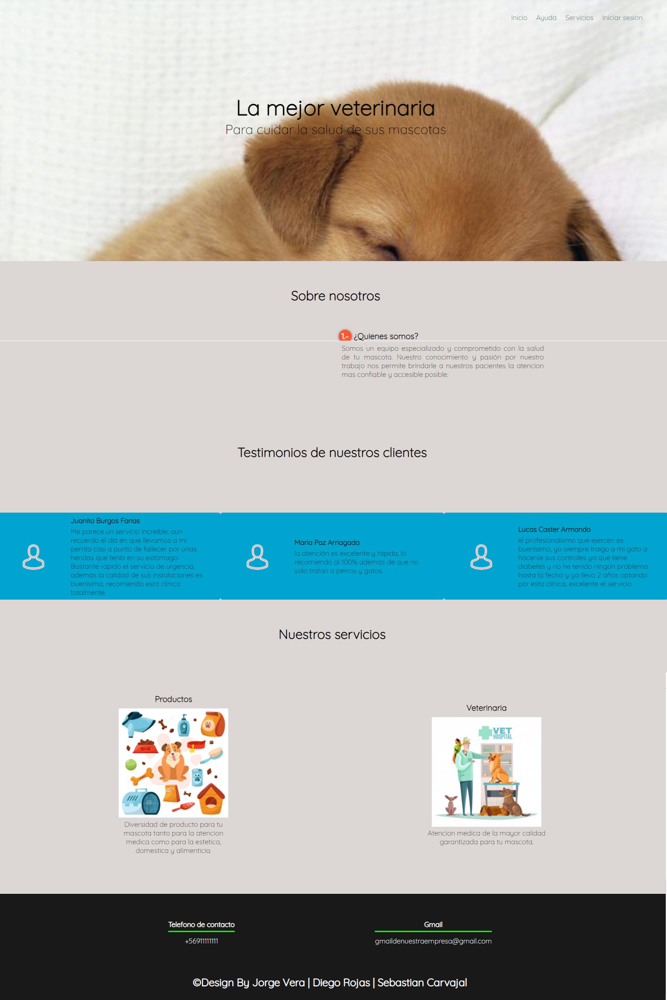 Inicio Ayuda Servicios Iniciar sesion
La mejor veterinaria
Para cuidar la salud de sus mascotas
Sobre nosotros
1.- ¿Quienes somos?
Somos un equipo especializado y comprometido con la salud
de tu mascota. Nuestro conocimiento y pasión por nuestro
trabajo nos permite brindarle a nuestros pacientes la atencion
mas confiable y accesible posible.
Testimonios de nuestros clientes
Juanito Burgos Farias
Me parece un servicio increíble, aún
recuerdo el día en que llevamos a mi
perrita casi a punto de fallecer por unas
heridas que tenía en su estómago.
Bastante rápido el servicio de urgencia,
además la calidad de sus instalaciones es
buenísima, recomiendo esta clínica
totalmente.
Maria Paz Arriagada
la atención es excelente y rápida, lo
recomiendo al 100% además de que no
solo tratan a perros y gatos.
Lucas Caster Armando
el profesionalismo que ejercen es
buenísimo, yo siempre traigo a mi gato a
hacerse sus controles ya que tiene
diabetes y no he tenido ningún problema
hasta la fecha y ya llevo 2 años optando
por esta clínica, excelente el servicio
Nuestros servicios
Productos
Diversidad de producto para tu
mascota tanto para la atencion
medica como para la estetica,
domestica y alimenticia.
Veterinaria
VET
HOSPITAL
Atencion medica de la mayor calidad
garantizada para tu mascota.
Telefono de contacto
+56911111111
Gmail
gmaildenuestraempresa@gmail.com
©Design By Jorge Vera | Diego Rojas | Sebastian Carvajal